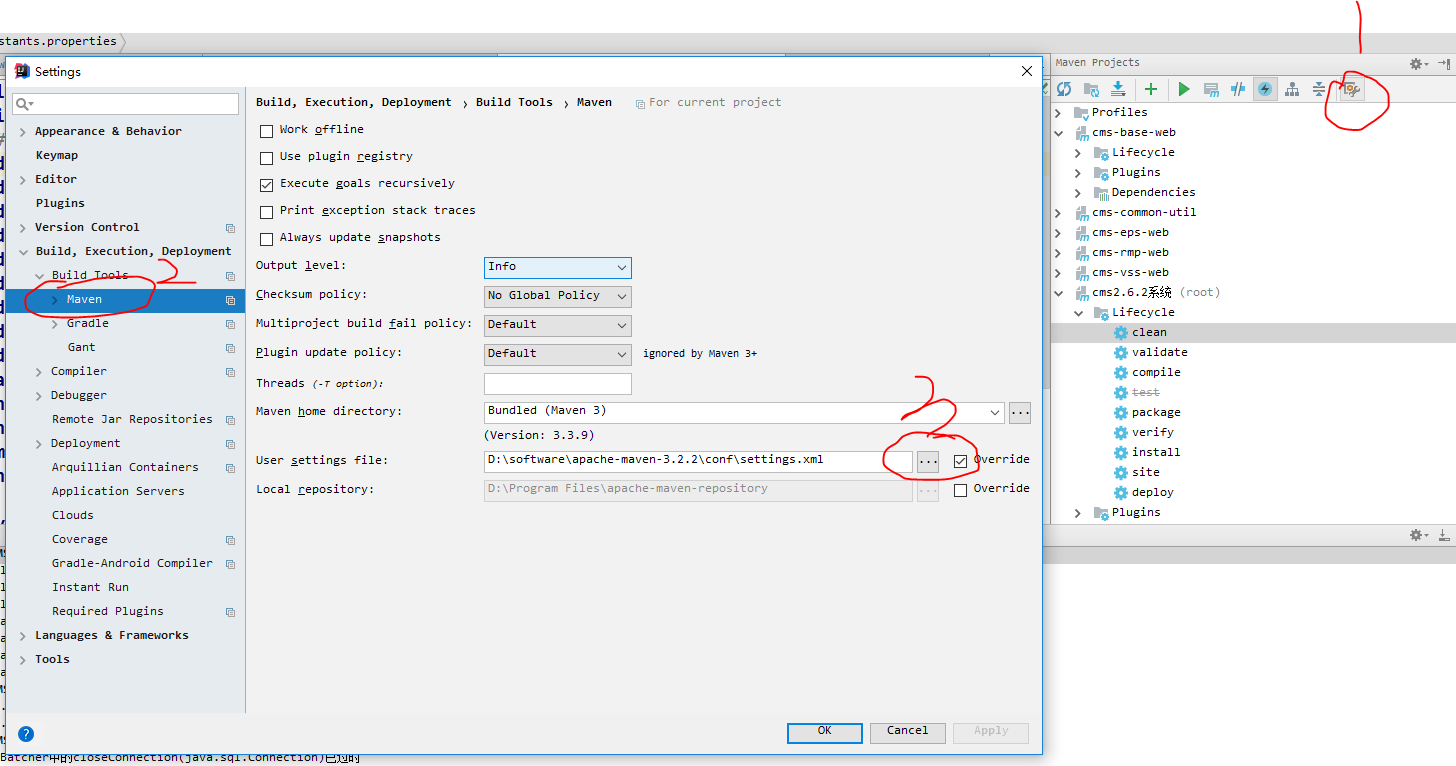 stants.properties
Settings
Appearance & Behavior
Keymap
Editor
Plugins
Version Control
Build, Execution, Deployment
Build Tools
Maven
Gradle
Gant
Compiler
Debugger
Remote Jar Repositories
Deployment
Arquillian Containers
Application Servers
Clouds
Coverage
Gradle-Android Compiler
Instant Run
Required Plugins
Languages & Frameworks
Tools
2
Build, Execution, Deployment › Build Tools › Maven For current project
Work offline
Use plugin registry
Execute goals recursively
Print exception stack traces
Always update snapshots
Output level: Info
Checksum policy: No Global Policy
Multiproject build fail policy: Default
Plugin update policy: Default ignored by Maven 3+
Threads (-T option):
Maven home directory: Bundled (Maven 3) ...
(Version: 3.3.9)
3
User settings file: D:\software\apache-maven-3.2.2\conf\settings.xml ... Override
Local repository: D:\Program Files\apache-maven-repository ... Override
?
OK Cancel Apply
1
Maven Projects
Profiles
cms-base-web
Lifecycle
Plugins
Dependencies
cms-common-util
cms-eps-web
cms-rmp-web
cms-vss-web
cms2.6.2系统 (root)
Lifecycle
clean
validate
compile
test
package
verify
install
site
deploy
Plugins
Batcher中的closeConnection(java.sql.Connection)已过时